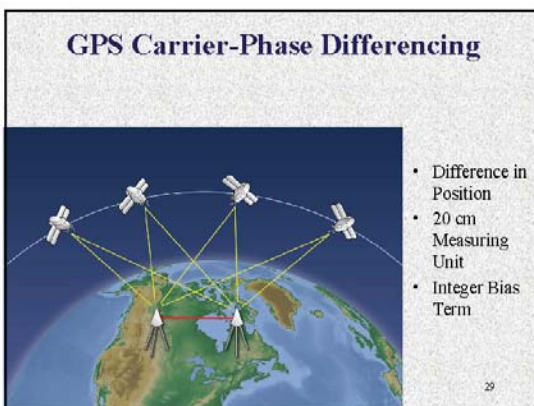 GPS Carrier-Phase Differencing
• Difference in
Position
• 20 cm
Measuring
Unit
• Integer Bias
Term
29